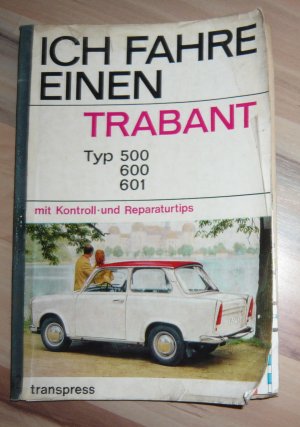 ICH FAHRE
EINEN
TRABANT
Typ 500
600
601
mit Kontroll-und Reparaturtips
transpress